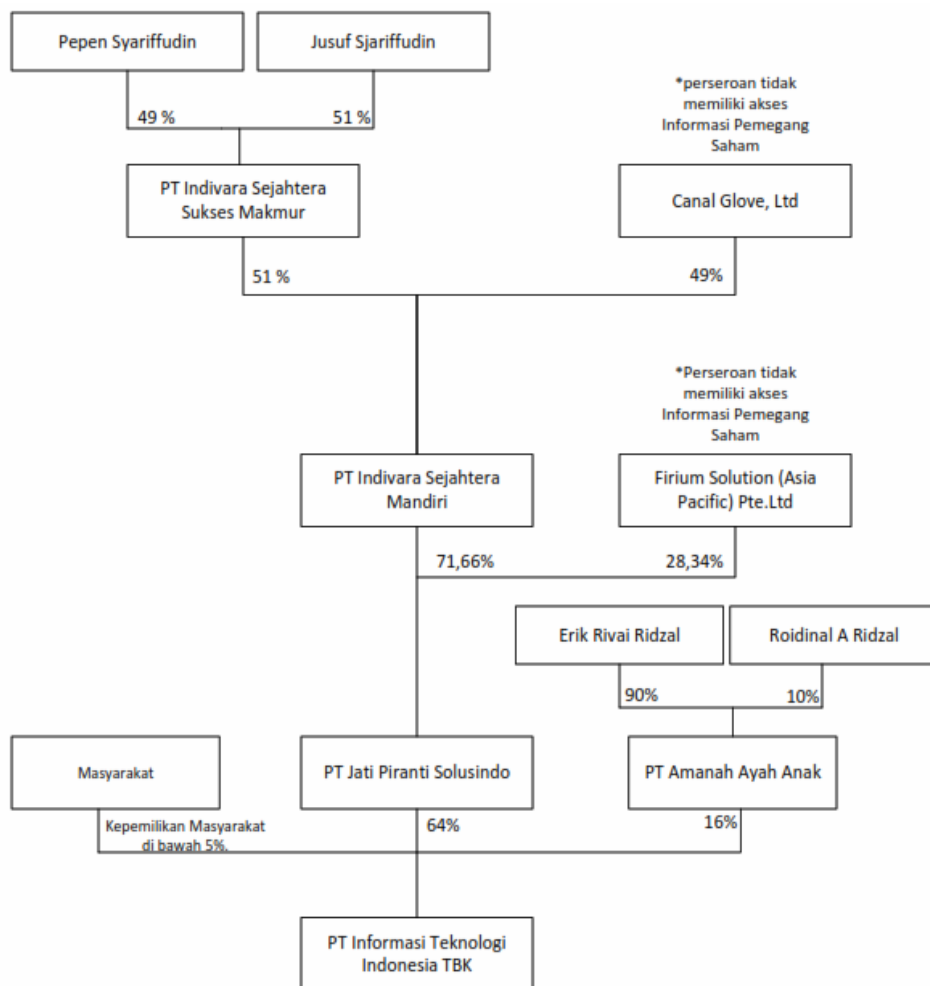 Pepen Syariffudin
Jusuf Sjariffudin
*perseroan tidak
memiliki akses
Informasi Pemegang
Saham
49 %
51 %
PT Indivara Sejahtera
Sukses Makmur
Canal Glove, Ltd
51 %
49%
*Perseroan tidak
memiliki akses
Informasi Pemegang
Saham
PT Indivara Sejahtera
Mandiri
Firium Solution (Asia
Pacific) Pte.Ltd
71,66%
28,34%
Erik Rivai Ridzal
Roidinal A Ridzal
90%
10%
Masyarakat
PT Jati Piranti Solusindo
PT Amanah Ayah Anak
Kepemilikan Masyarakat
di bawah 5%.
64%
16%
PT Informasi Teknologi
Indonesia TBK